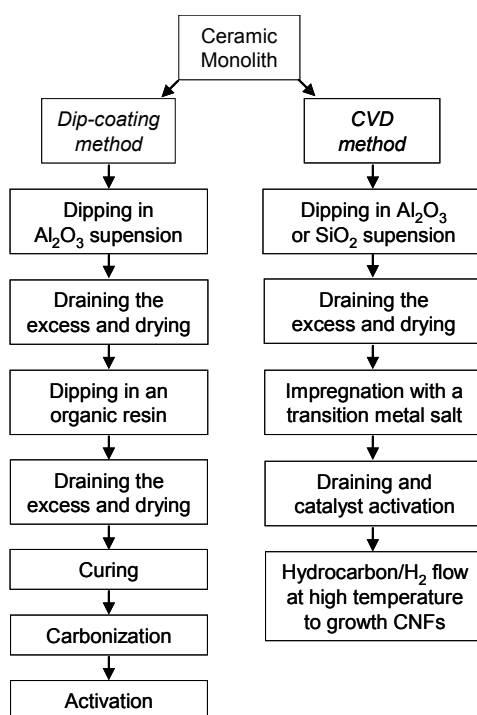 Ceramic
Monolith
Dip-coating
method
Dipping in
Al₂O₃ supension
Draining the
excess and drying
Dipping in an
organic resin
Draining the
excess and drying
Curing
Carbonization
Activation
CVD
method
Dipping in Al₂O₃
or SiO₂ supension
Draining the
excess and drying
Impregnation with a
transition metal salt
Draining and
catalyst activation
Hydrocarbon/H₂ flow
at high temperature
to growth CNFs